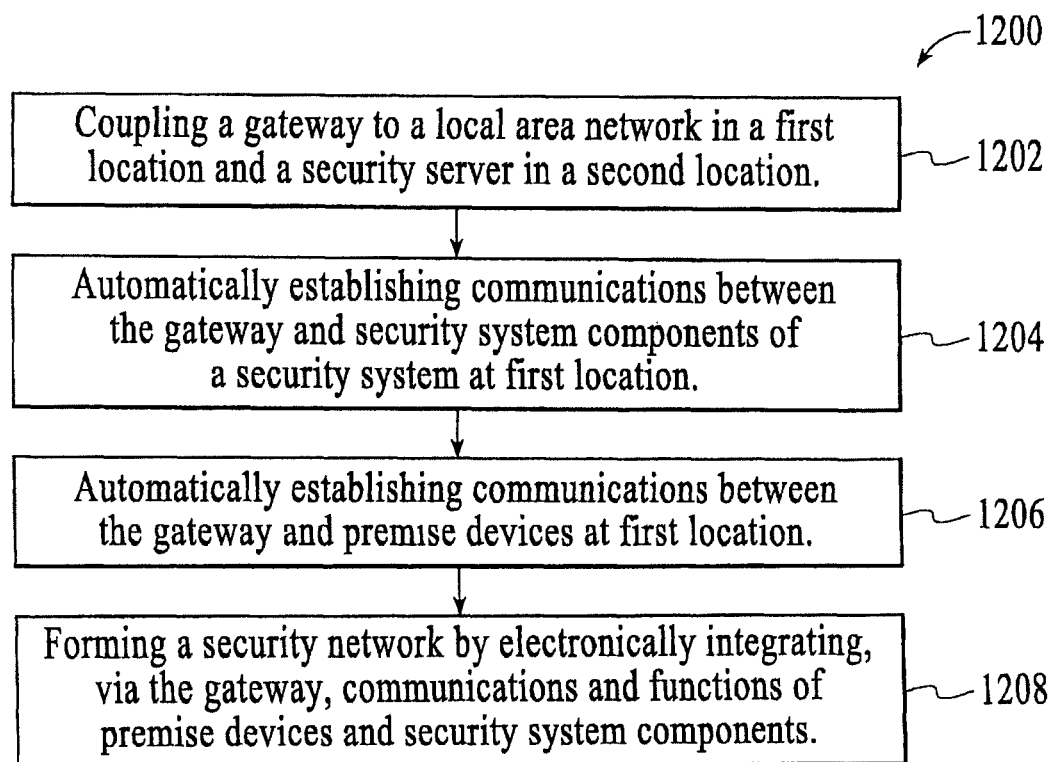 1200
Coupling a gateway to a local area network in a first
location and a security server in a second location.
1202
Automatically establishing communications between
the gateway and security system components of
a security system at first location.
1204
Automatically establishing communications between
the gateway and premise devices at first location.
1206
Forming a security network by electronically integrating,
via the gateway, communications and functions of
premise devices and security system components.
1208